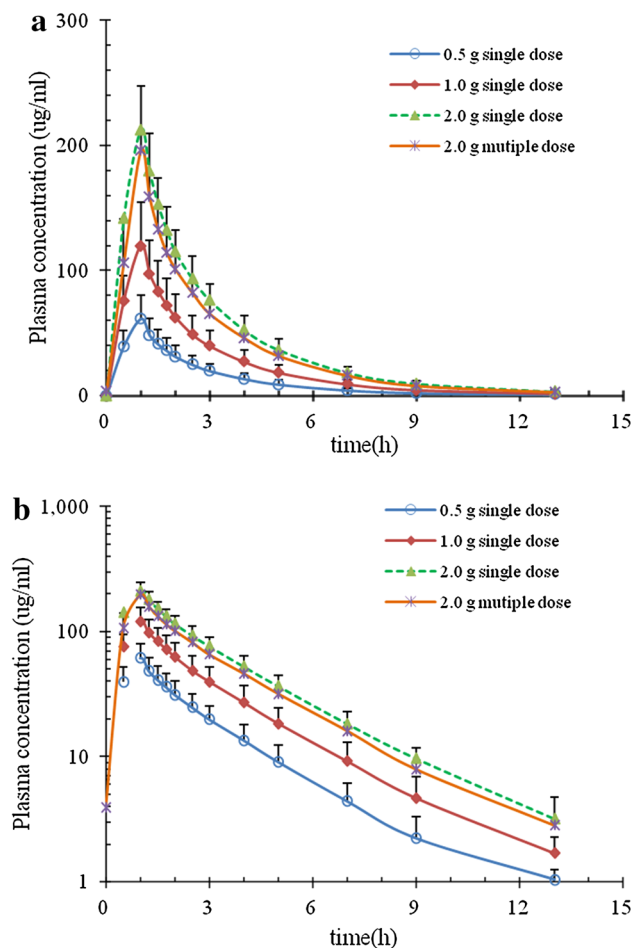 a
300
200
100
0
Plasma concentration (ug/ml)
0.5 g single dose
1.0 g single dose
2.0 g single dose
2.0 g mutiple dose
0 3 6 9 12 15
time(h)
b
1,000
100
10
1
Plasma concentration (ug/ml)
0.5 g single dose
1.0 g single dose
2.0 g single dose
2.0 g mutiple dose
0 3 6 9 12 15
time(h)